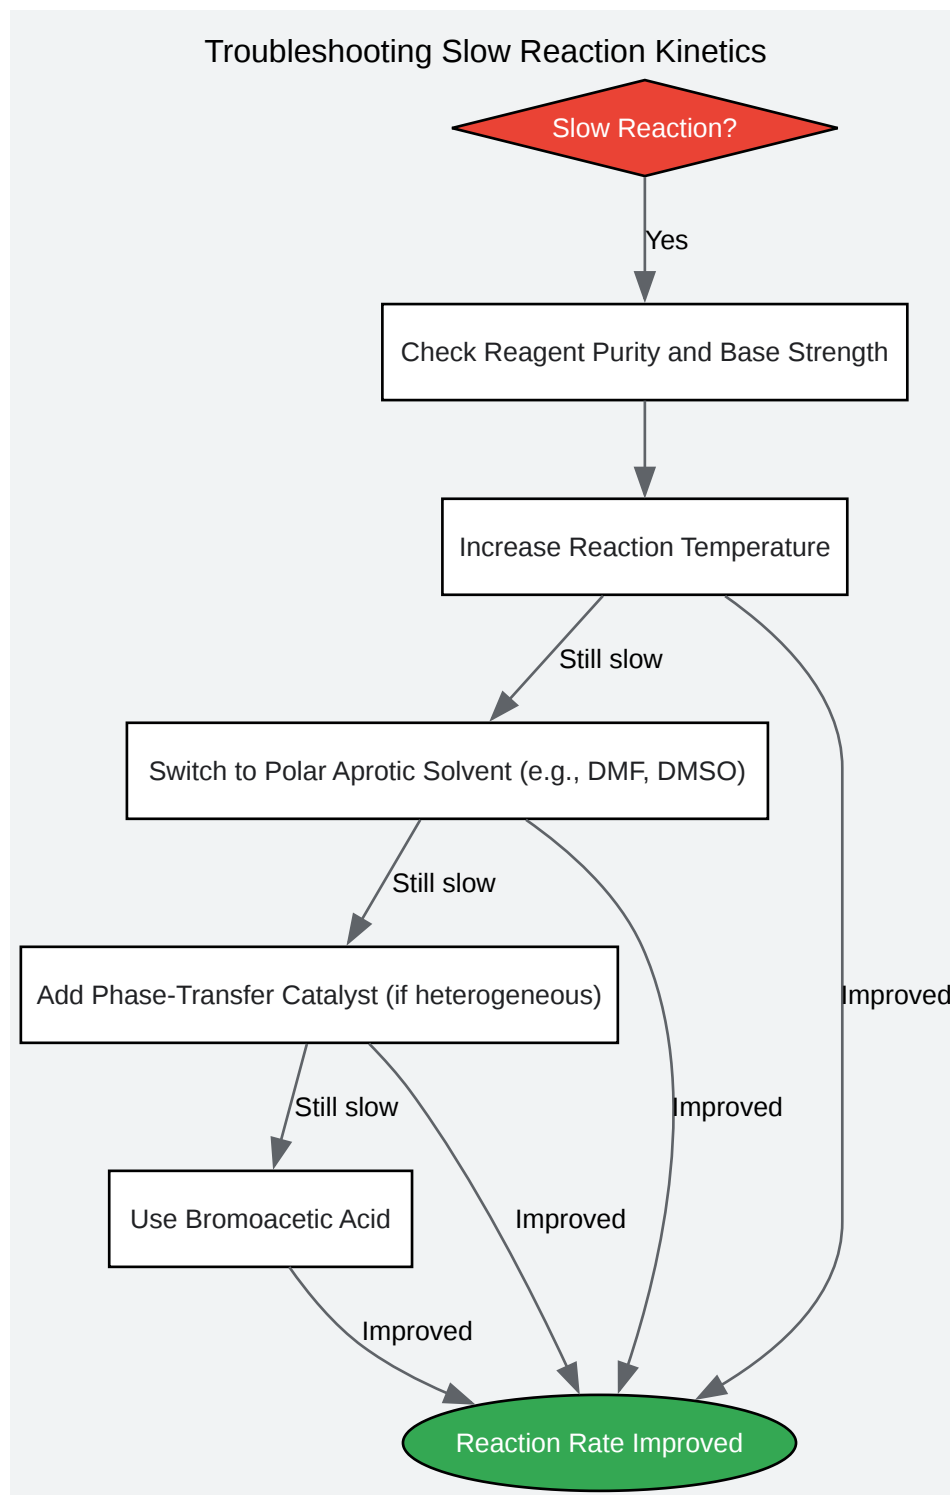 Troubleshooting Slow Reaction Kinetics
Slow Reaction?
Yes
Check Reagent Purity and Base Strength
Increase Reaction Temperature
Still slow
Switch to Polar Aprotic Solvent (e.g., DMF, DMSO)
Still slow
Add Phase-Transfer Catalyst (if heterogeneous)
Improved
Still slow
Improved
Use Bromoacetic Acid
Improved
Improved
Reaction Rate Improved